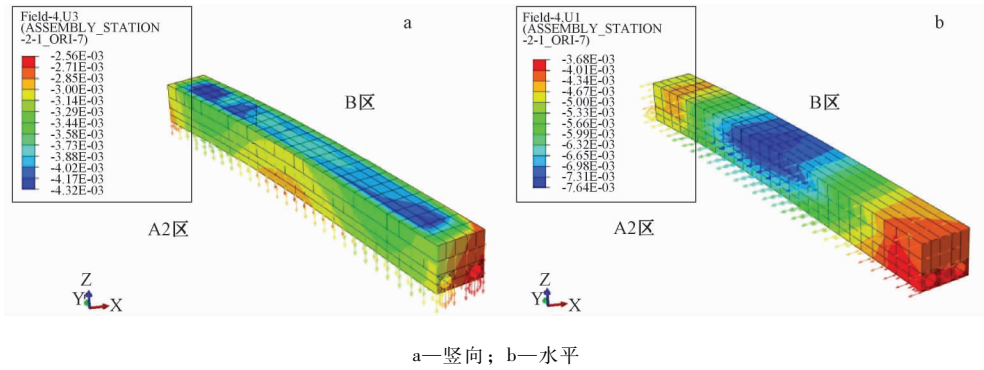 Field-4,U3
(ASSEMBLY_STATION
-2-1_ORI-7)
-2.56E-03
-2.71E-03
-2.85E-03
-3.00E-03
-3.14E-03
-3.29E-03
-3.44E-03
-3.58E-03
-3.73E-03
-3.88E-03
-4.02E-03
-4.17E-03
-4.32E-03
a
B区
A2区
Z
Y
X
Field-4,U1
(ASSEMBLY_STATION
-2-1_ORI-7)
-3.68E-03
-4.01E-03
-4.34E-03
-4.67E-03
-5.00E-03
-5.33E-03
-5.66E-03
-5.99E-03
-6.32E-03
-6.65E-03
-6.98E-03
-7.31E-03
-7.64E-03
b
B区
A2区
Z
Y
X
a—竖向；b—水平